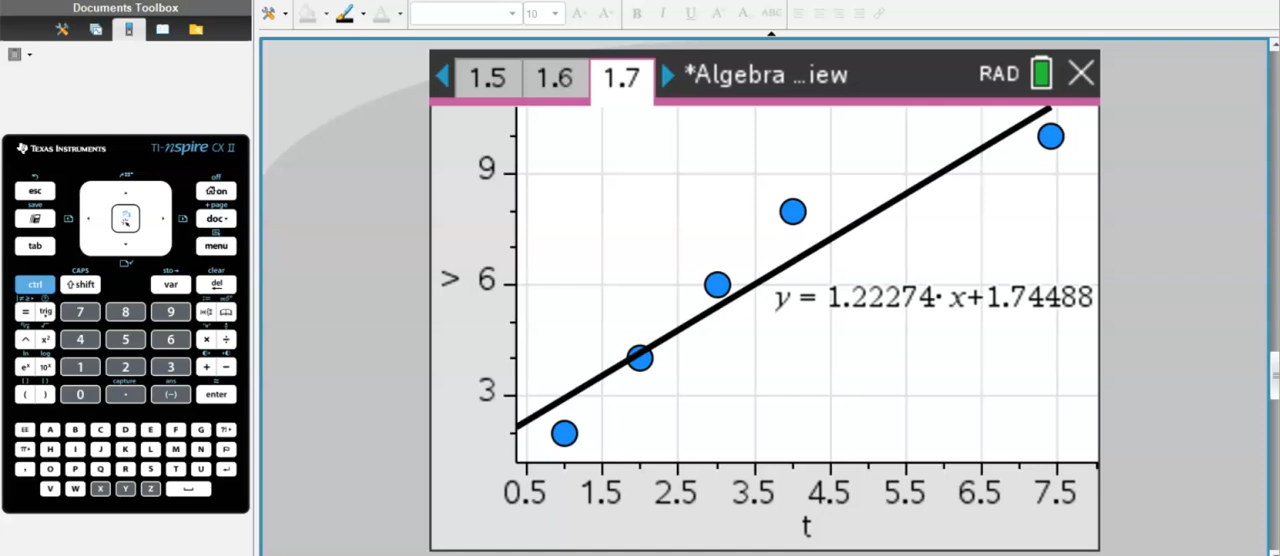 Documents Toolbox
10
B I U A A ABC
1.5 1.6 1.7 *Algebra ...iew RAD
9
6
3
>
y = 1.22274· x+1.74488
0.5 1.5 2.5 3.5 4.5 5.5 6.5 7.5
t
TEXAS INSTRUMENTS TI-nspire CX II
off
esc on
save +page
doc
tab menu
CAPS sto→ clear
ctrl shift var del
= trig 7 8 9
^ x² 4 5 6 × ÷
ln log
eˣ 10ˣ 1 2 3 + −
capture ans ≈
( ) 0 . (−) enter
EE A B C D E F G ?!
π H I J K L M N
, O P Q R S T U
V W X Y Z